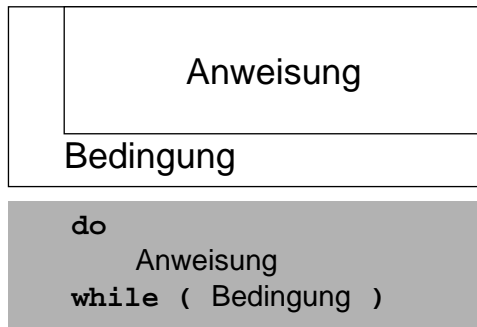 Anweisung
Bedingung
do
Anweisung
while ( Bedingung )